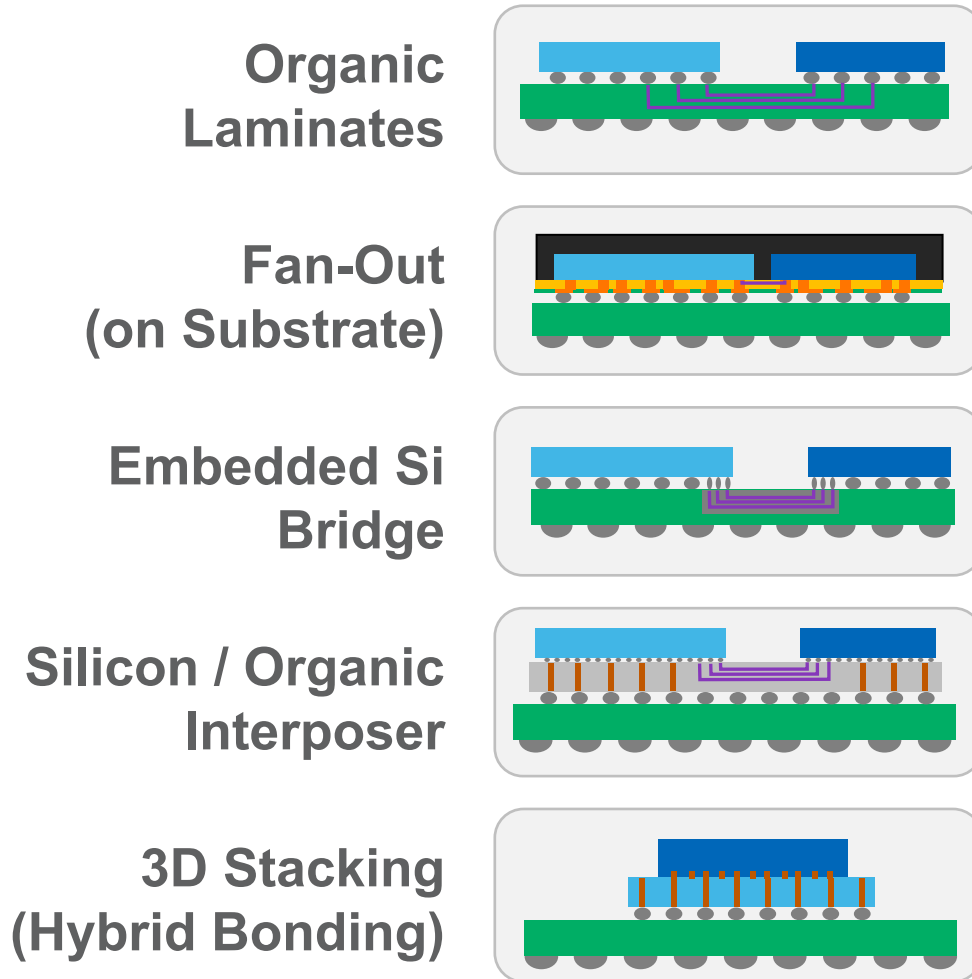 Organic
Laminates
Fan-Out
(on Substrate)
Embedded Si
Bridge
Silicon / Organic
Interposer
3D Stacking
(Hybrid Bonding)